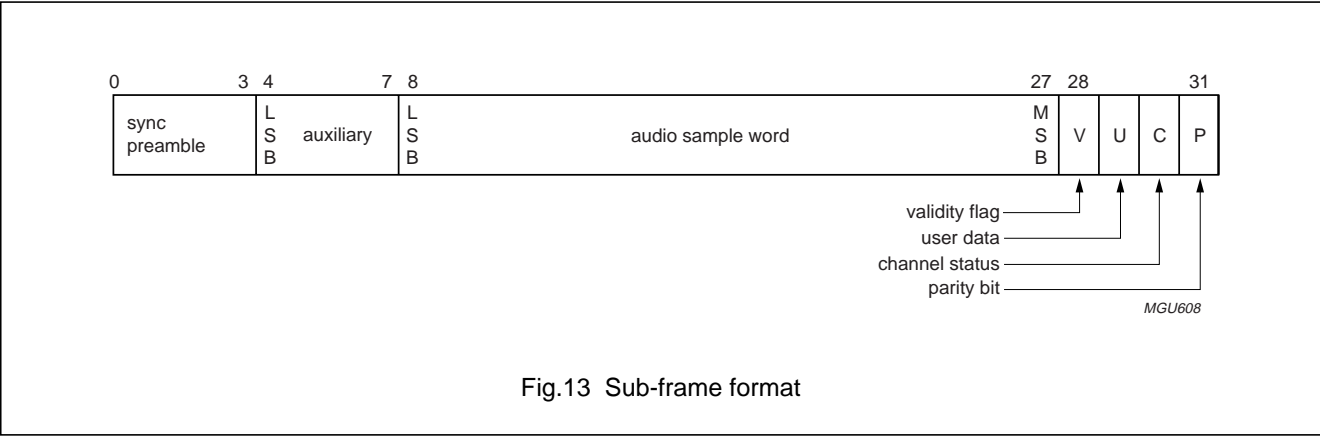 0 3 4 7 8 27 28 31
sync
preamble
L
S
B
auxiliary
L
S
B
audio sample word
M
S
B
V U C P
validity flag
user data
channel status
parity bit
MGU608
Fig.13 Sub-frame format